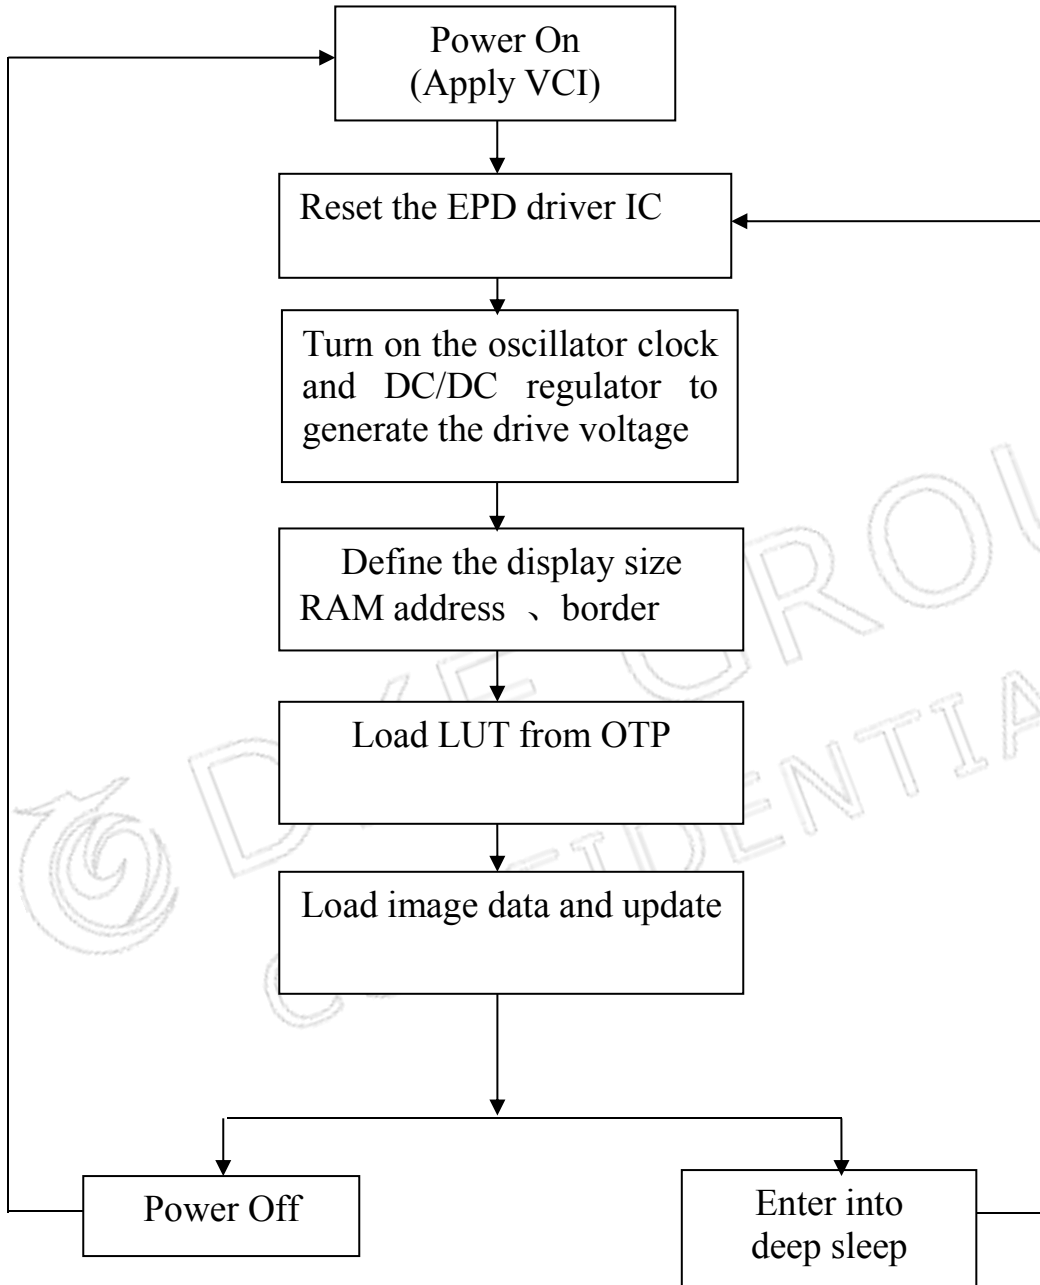 Power On
(Apply VCI)
Reset the EPD driver IC
Turn on the oscillator clock
and DC/DC regulator to
generate the drive voltage
Define the display size
RAM address 、border
Load LUT from OTP
Load image data and update
Power Off
Enter into
deep sleep